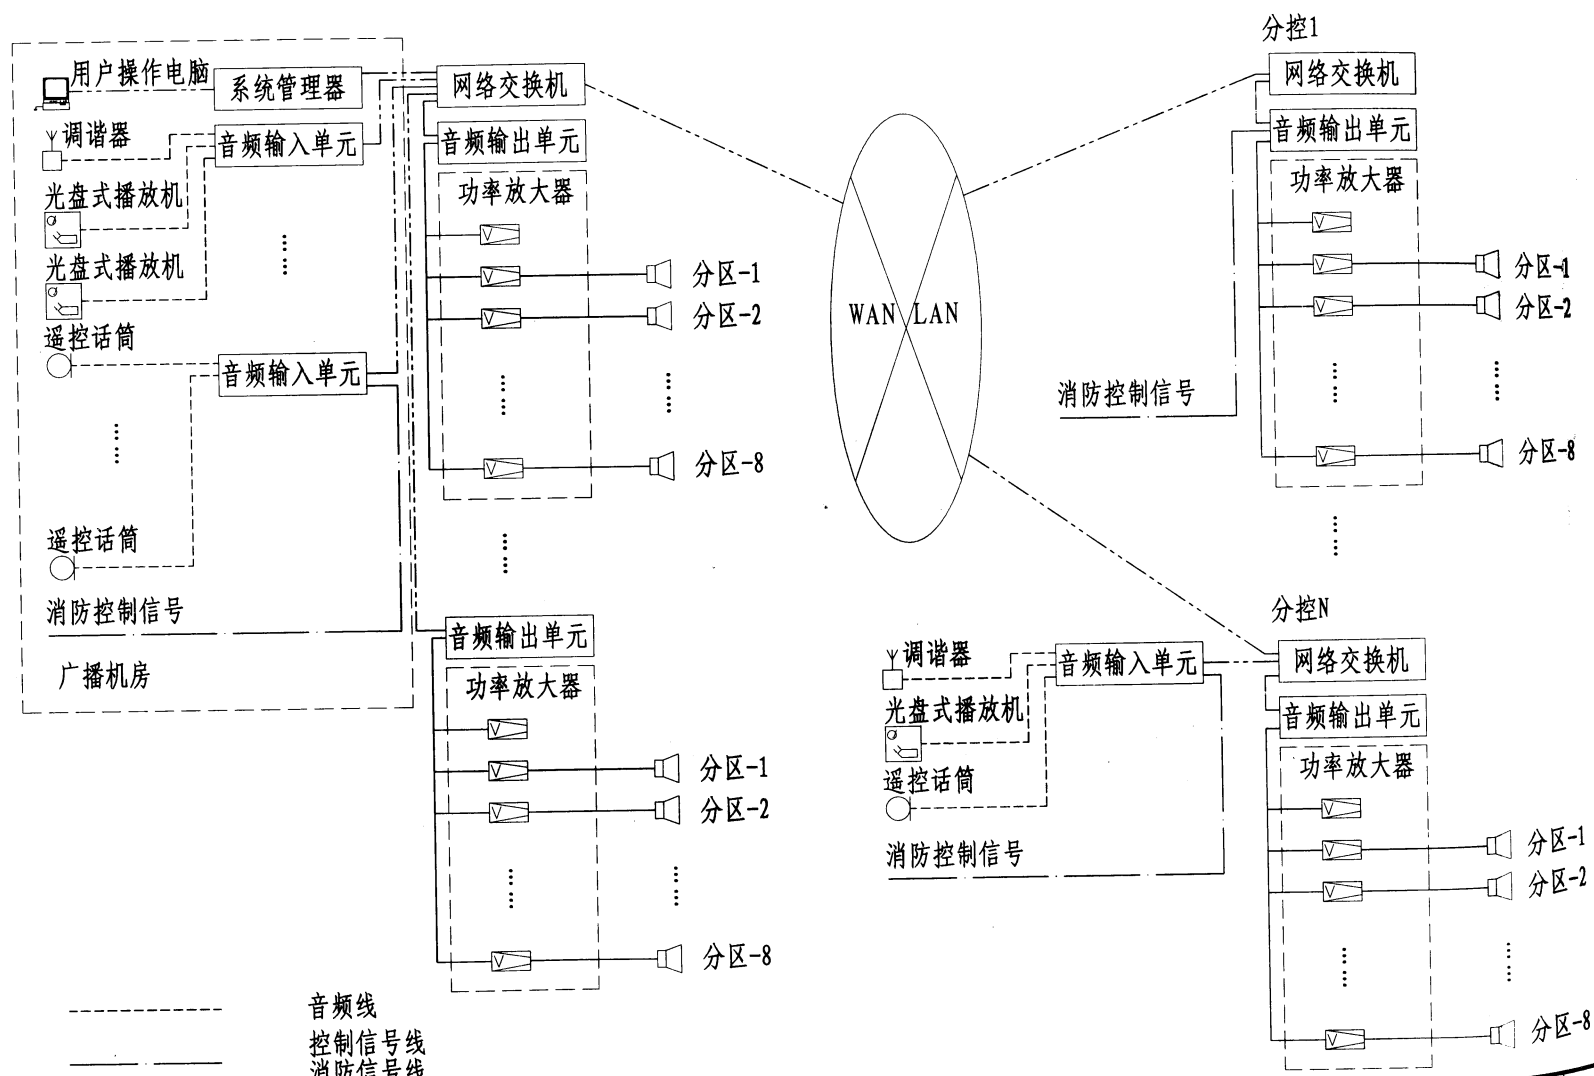 用户操作电脑
系统管理器
调谐器
音频输入单元
光盘式播放机
光盘式播放机
遥控话筒
音频输入单元
遥控话筒
消防控制信号
广播机房
网络交换机
音频输出单元
功率放大器
分区-1
分区-2
分区-8
音频输出单元
功率放大器
分区-1
分区-2
分区-8
WAN LAN
分控1
网络交换机
音频输出单元
功率放大器
分区-1
分区-2
消防控制信号
分区-8
分控N
调谐器
音频输入单元
网络交换机
光盘式播放机
音频输出单元
遥控话筒
功率放大器
消防控制信号
分区-1
分区-2
分区-8
音频线
控制信号线
消防信号线